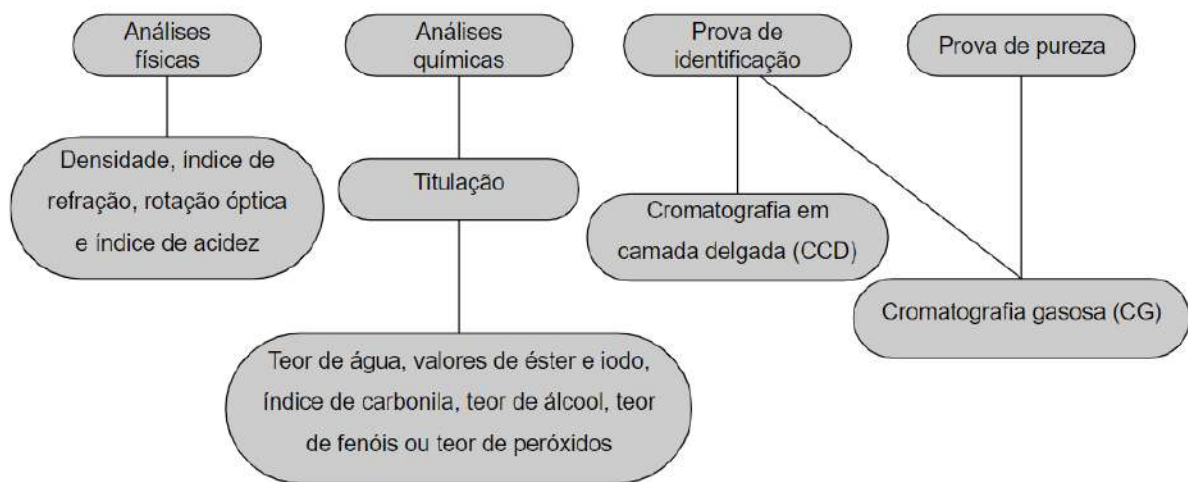 Análises
físicas
Análises
químicas
Prova de
identificação
Prova de pureza
Densidade, índice de
refração, rotação óptica
e índice de acidez
Titulação
Cromatografia em
camada delgada (CCD)
Cromatografia gasosa (CG)
Teor de água, valores de éster e iodo,
índice de carbonila, teor de álcool, teor
de fenóis ou teor de peróxidos